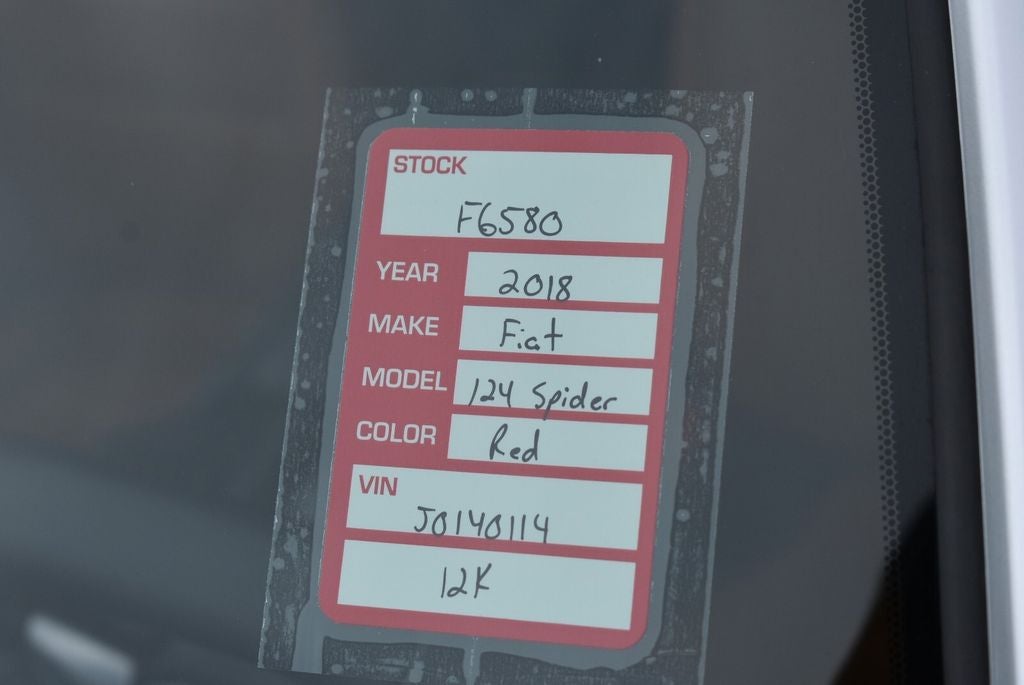 STOCK
F6580
YEAR 2018
MAKE Fiat
MODEL 124 Spider
COLOR Red
VIN
J0140114
12K